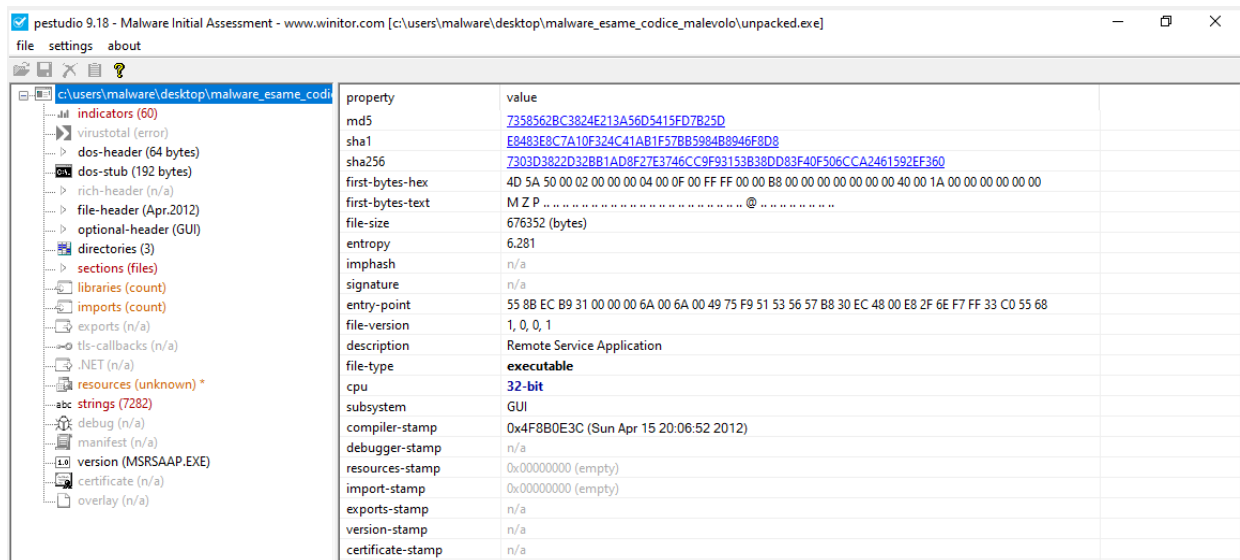 pestudio 9.18 - Malware Initial Assessment - www.winitor.com [c:\users\malware\desktop\malware_esame_codice_malevolo\unpacked.exe]
file settings about
c:\users\malware\desktop\malware_esame_codi
indicators (60)
virustotal (error)
dos-header (64 bytes)
dos-stub (192 bytes)
rich-header (n/a)
file-header (Apr.2012)
optional-header (GUI)
directories (3)
sections (files)
libraries (count)
imports (count)
exports (n/a)
tls-callbacks (n/a)
.NET (n/a)
resources (unknown) *
abc strings (7282)
debug (n/a)
manifest (n/a)
1.0 version (MSRSAAP.EXE)
certificate (n/a)
overlay (n/a)
property value
md5 7358562BC3824E213A56D5415FD7B25D
sha1 E8483E8C7A10F324C41AB1F57BB5984B8946F8D8
sha256 7303D3822D32BB1AD8F27E3746CC9F93153B38DD83F40F506CCA2461592EF360
first-bytes-hex 4D 5A 50 00 02 00 00 00 04 00 0F 00 FF FF 00 00 B8 00 00 00 00 00 00 00 40 00 1A 00 00 00 00 00
first-bytes-text M Z P .. .. .. .. .. .. .. .. .. .. .. .. .. .. .. .. .. .. .. .. .. @ .. .. .. .. .. .. ..
file-size 676352 (bytes)
entropy 6.281
imphash n/a
signature n/a
entry-point 55 8B EC B9 31 00 00 00 6A 00 6A 00 49 75 F9 51 53 56 57 B8 30 EC 48 00 E8 2F 6E F7 FF 33 C0 55 68
file-version 1, 0, 0, 1
description Remote Service Application
file-type executable
cpu 32-bit
subsystem GUI
compiler-stamp 0x4F8B0E3C (Sun Apr 15 20:06:52 2012)
debugger-stamp n/a
resources-stamp 0x00000000 (empty)
import-stamp 0x00000000 (empty)
exports-stamp n/a
version-stamp n/a
certificate-stamp n/a